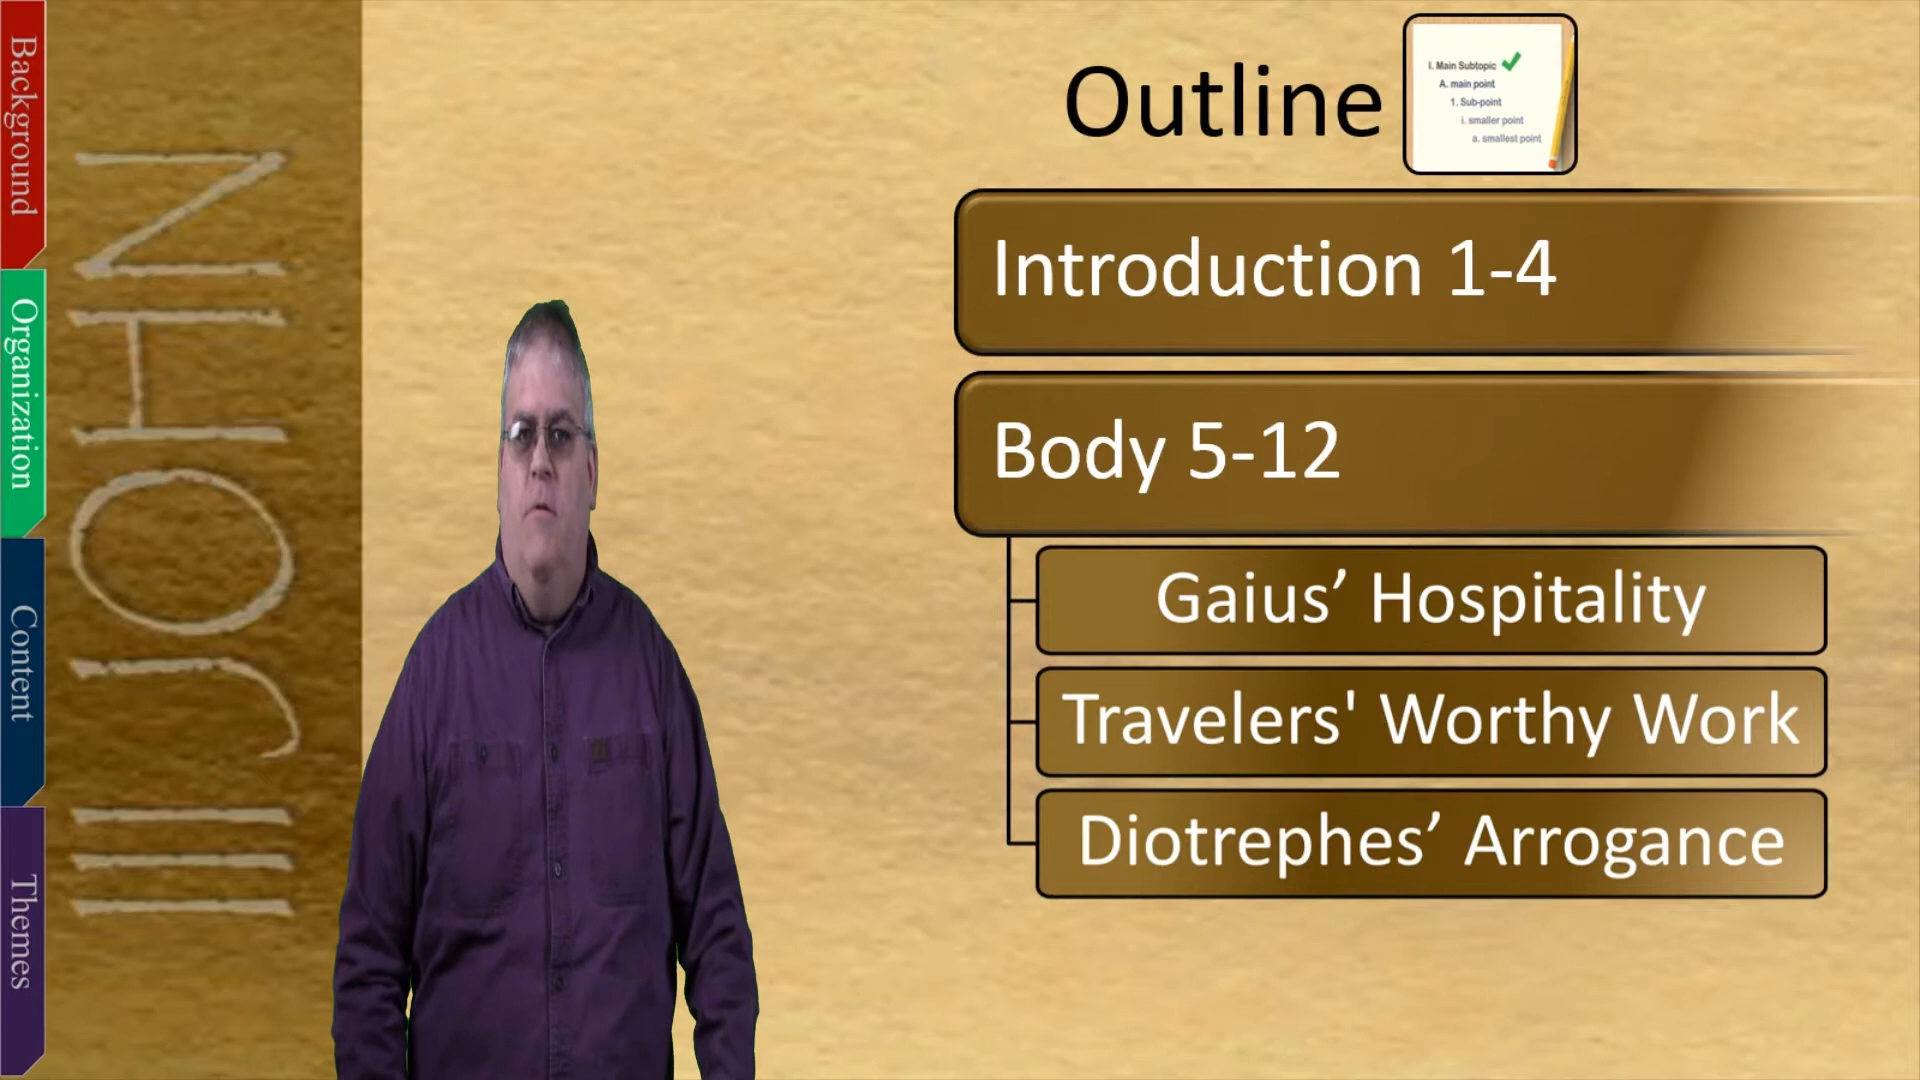 Background
Organization
Content
Themes
III JOHN
Outline
I. Main Subtopic
A. main point
1. Sub-point
i. smaller point
a. smallest point
Introduction 1-4
Body 5-12
Gaius’ Hospitality
Travelers' Worthy Work
Diotrephes’ Arrogance